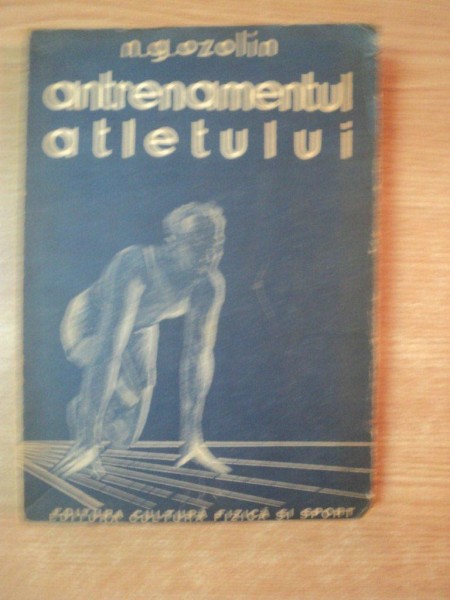 n.g.ozolin
antrenamentul
atletului
EDITURA CULTURĂ FIZICĂ ȘI SPORT